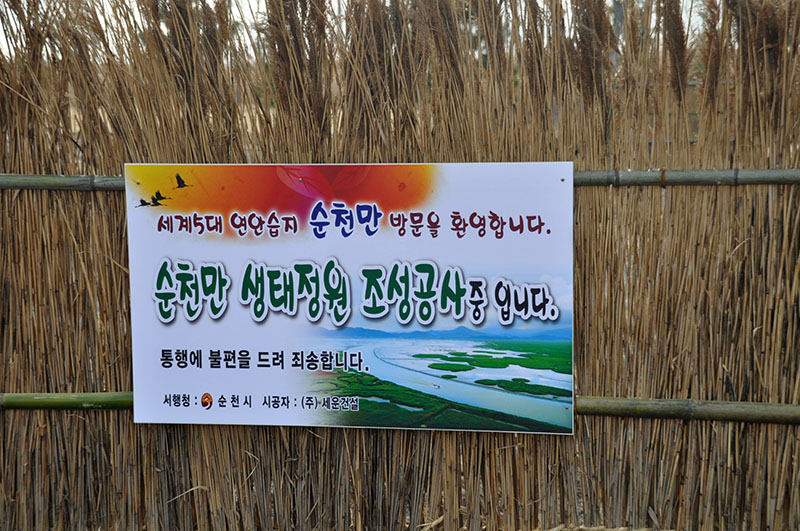 세계5대 연안습지 순천만 방문을 환영합니다.
순천만 생태정원 조성공사중 입니다.
통행에 불편을 드려 죄송합니다.
서행청 : 순천시 시공자 : (주)세운건설